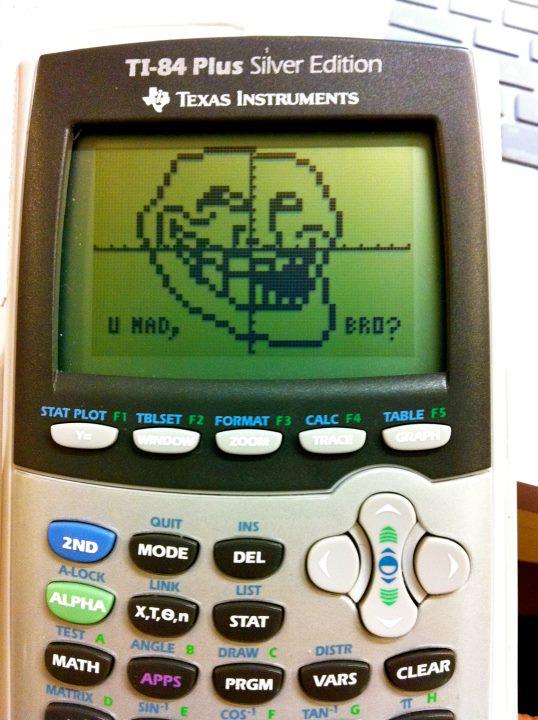 TI-84 Plus Silver Edition
TEXAS INSTRUMENTS
U MAD, BRO?
STAT PLOT F1 TBLSET F2 FORMAT F3 CALC F4 TABLE F5
Y= WINDOW ZOOM TRACE GRAPH
QUIT INS
2ND MODE DEL
A-LOCK LINK LIST
ALPHA X,T,Θ,n STAT
TEST A ANGLE B DRAW C DISTR
MATH APPS PRGM VARS CLEAR
MATRIX D SIN⁻¹ E COS⁻¹ F TAN⁻¹ G π H